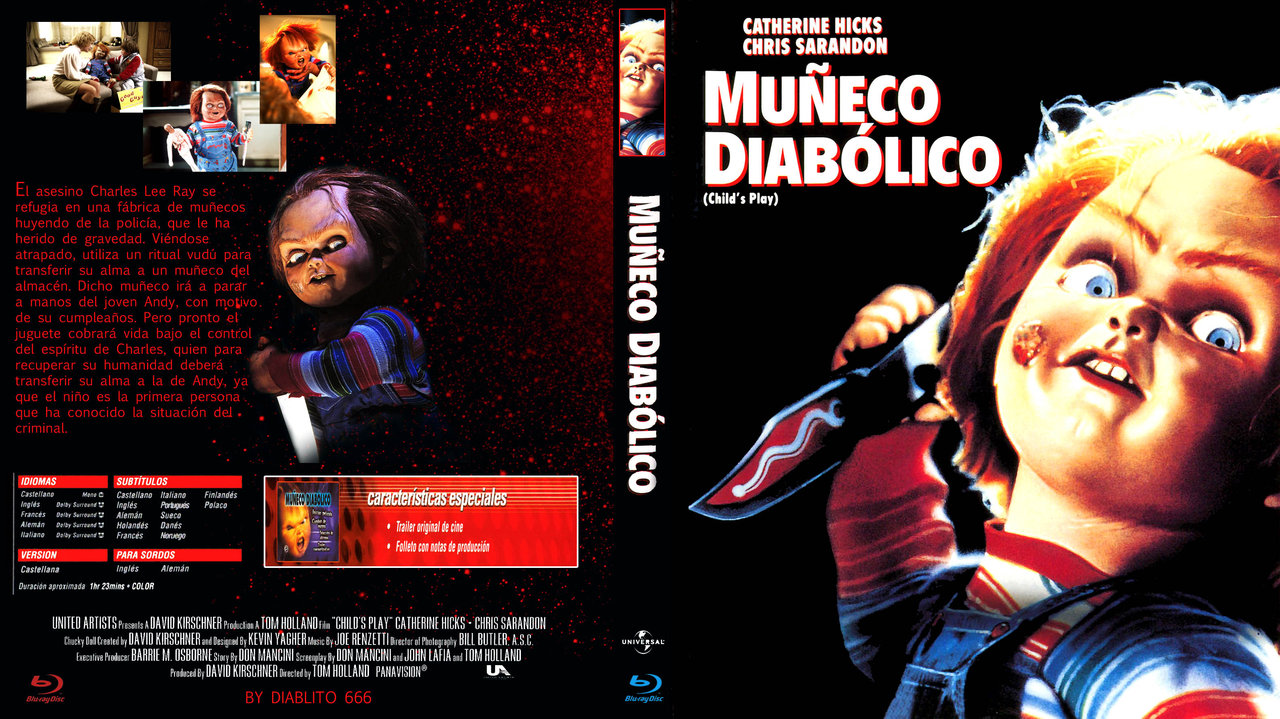 GOOD GUYS
El asesino Charles Lee Ray se
refugia en una fábrica de muñecos
huyendo de la policía, que le ha
herido de gravedad. Viéndose
atrapado, utiliza un ritual vudú para
transferir su alma a un muñeco del
almacén. Dicho muñeco irá a parar
a manos del joven Andy, con motivo
de su cumpleaños. Pero pronto el
juguete cobrará vida bajo el control
del espíritu de Charles, quien para
recuperar su humanidad deberá
transferir su alma a la de Andy, ya
que el niño es la primera persona
que ha conocido la situación del
criminal.
IDIOMAS
Castellano Mono
Inglés Dolby Surround
Francés Dolby Surround
Alemán Dolby Surround
Italiano Dolby Surround
SUBTÍTULOS
Castellano Italiano Finlandés
Inglés Portugués Polaco
Alemán Sueco
Holandés Danés
Francés Noruego
VERSION
Castellana
PARA SORDOS
Inglés Alemán
Duración aproximada 1hr 23mins • COLOR
MUÑECO DIABOLICO
características especiales
• Trailer original de cine
• Folleto con notas de producción
UNITED ARTISTS Presents A DAVID KIRSCHNER Production A TOM HOLLAND Film "CHILD'S PLAY" CATHERINE HICKS - CHRIS SARANDON
Chucky Doll Created by DAVID KIRSCHNER and Designed By KEVIN YAGHER Music By JOE RENZETTI Director of Photography BILL BUTLER A.S.C.
Executive Producer BARRIE M. OSBORNE Story By DON MANCINI Screenplay By DON MANCINI and JOHN LAFIA and TOM HOLLAND
Produced By DAVID KIRSCHNER Directed by TOM HOLLAND PANAVISION®
UA
Blu-ray Disc
BY DIABLITO 666
MUÑECO DIABÓLICO
UNIVERSAL
Blu-ray Disc
CATHERINE HICKS
CHRIS SARANDON
MUÑECO
DIABÓLICO
(Child's Play)